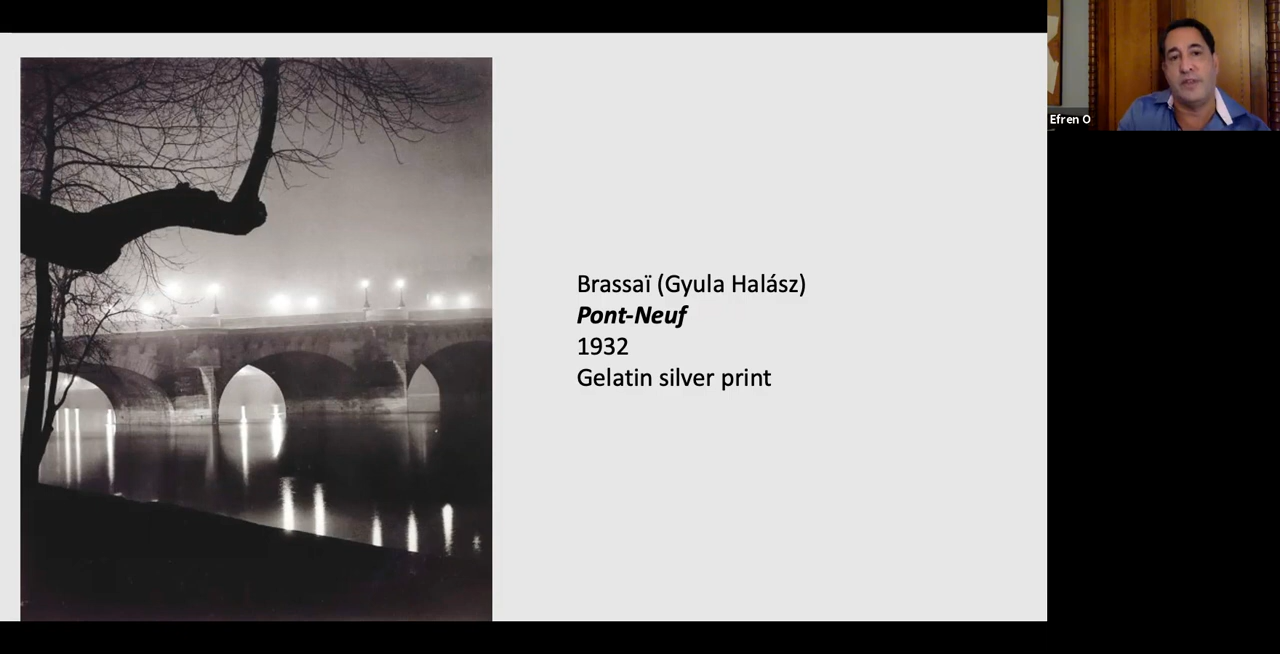 Brassaï (Gyula Halász)
Pont-Neuf
1932
Gelatin silver print
Efren O